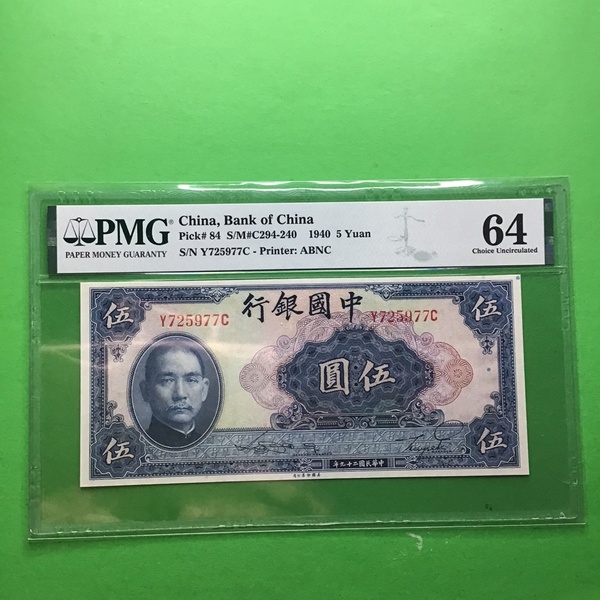 PMG®
PAPER MONEY GUARANTY
China, Bank of China
Pick# 84 S/M#C294-240 1940 5 Yuan
S/N Y725977C - Printer: ABNC
64
Choice Uncirculated
行銀國中
伍
Y725977C
Y725977C
圓伍
伍
年九十二國民華中